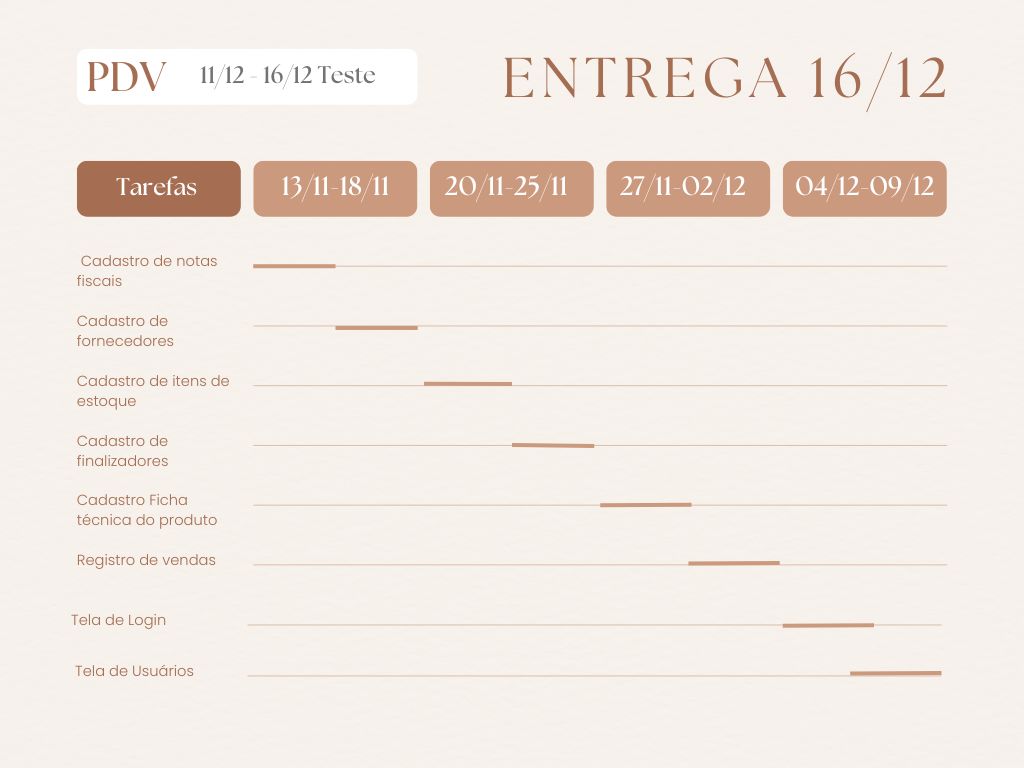 PDV 11/12 - 16/12 Teste
ENTREGA 16/12
Tarefas 13/11-18/11 20/11-25/11 27/11-02/12 04/12-09/12
Cadastro de notas
fiscais
Cadastro de
fornecedores
Cadastro de itens de
estoque
Cadastro de
finalizadores
Cadastro Ficha
técnica do produto
Registro de vendas
Tela de Login
Tela de Usuários